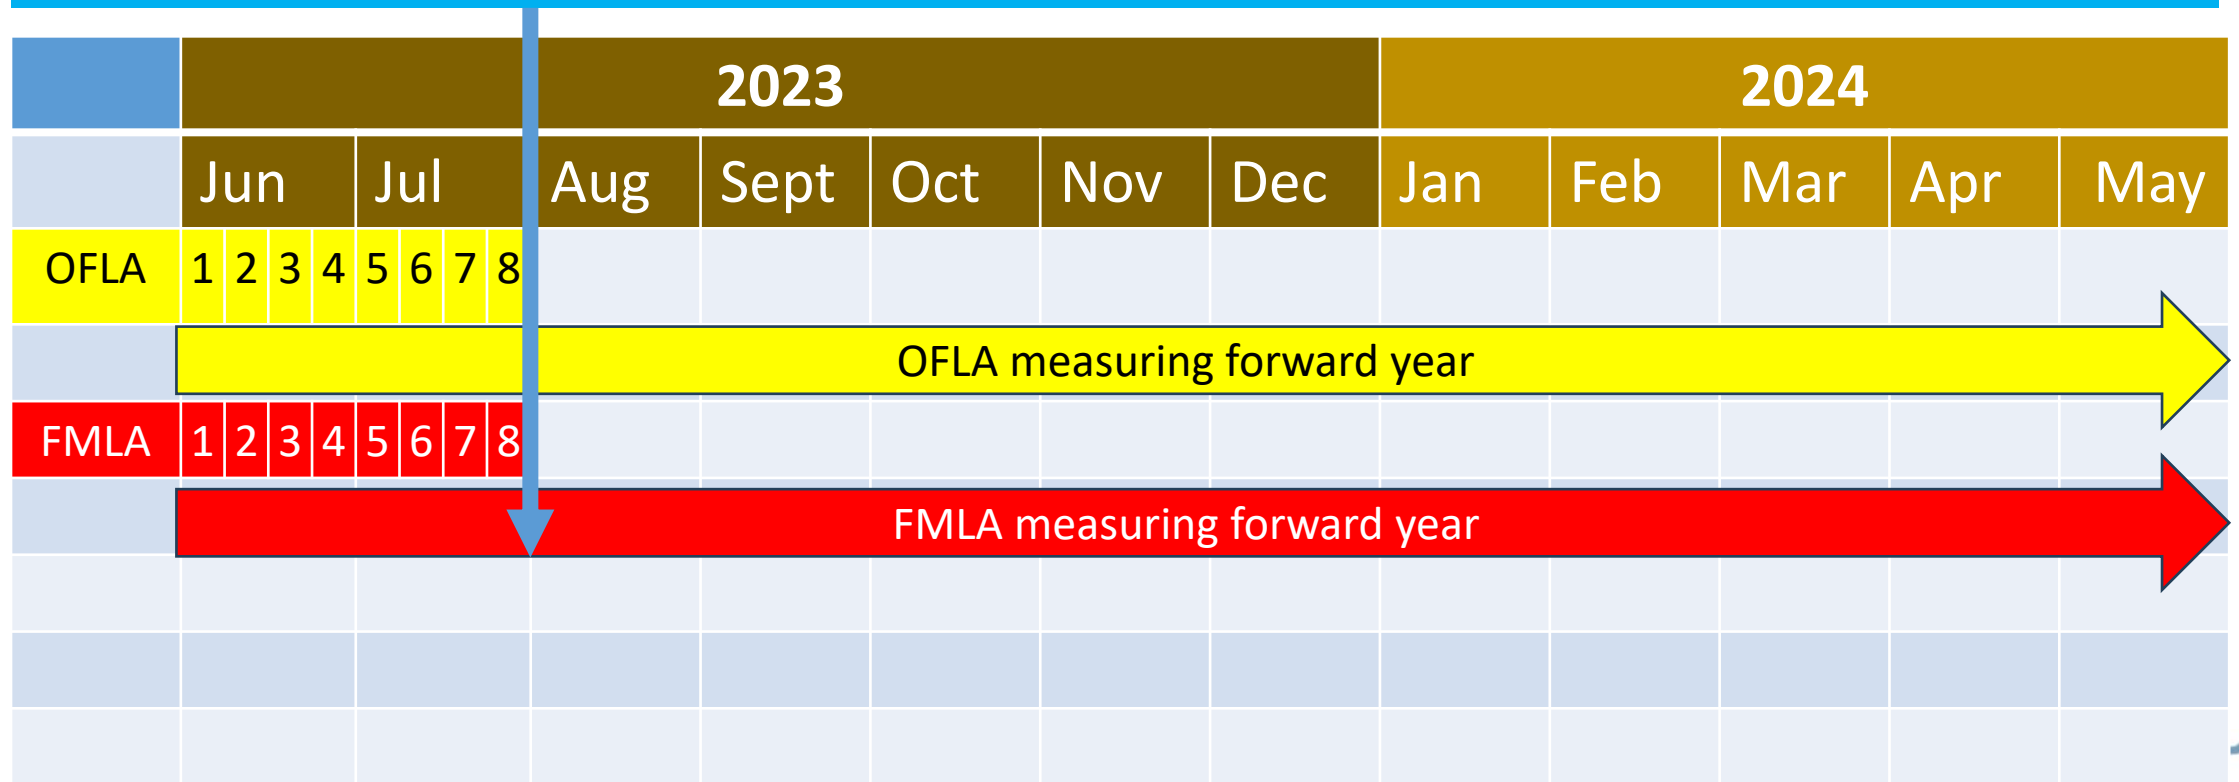 2023 2024
Jun Jul Aug Sept Oct Nov Dec Jan Feb Mar Apr May
OFLA 1 2 3 4 5 6 7 8
OFLA measuring forward year
FMLA 1 2 3 4 5 6 7 8
FMLA measuring forward year